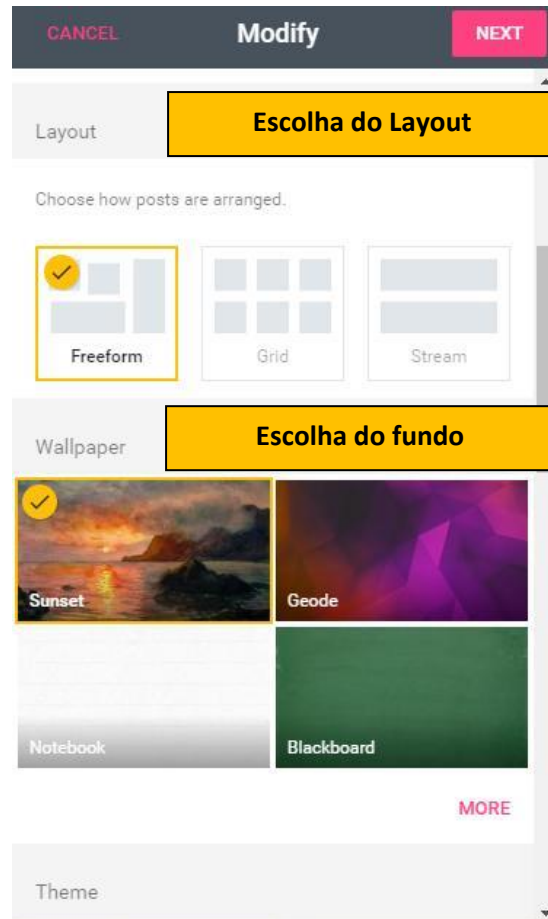 CANCEL Modify NEXT
Layout Escolha do Layout
Choose how posts are arranged.
Freeform Grid Stream
Wallpaper Escolha do fundo
Sunset Geode
Notebook Blackboard
MORE
Theme